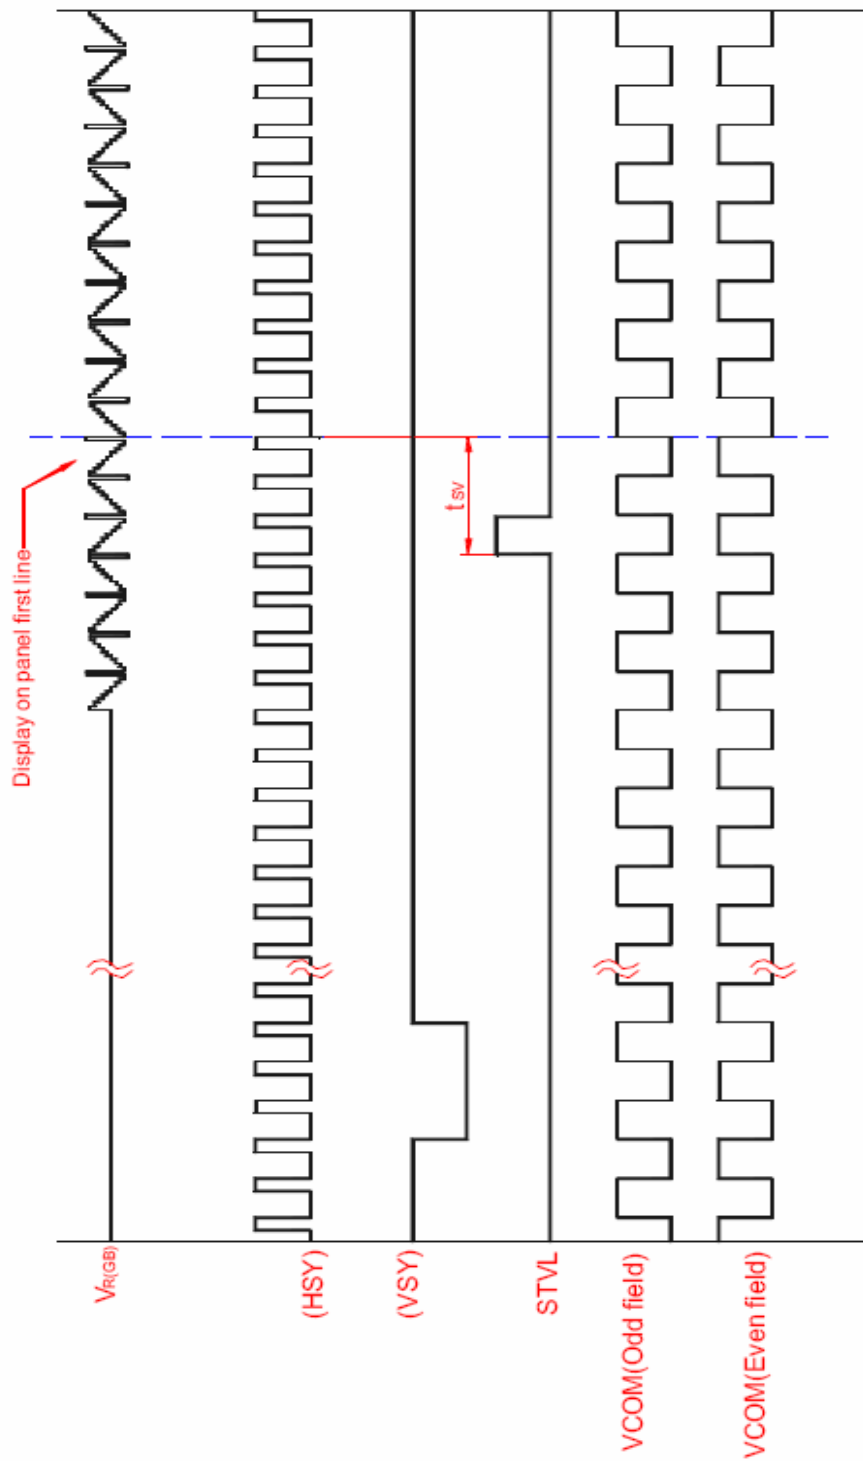 Display on panel first line
VR(GB)
(HSY)
(VSY)
tsv
STVL
VCOM(Odd field)
VCOM(Even field)